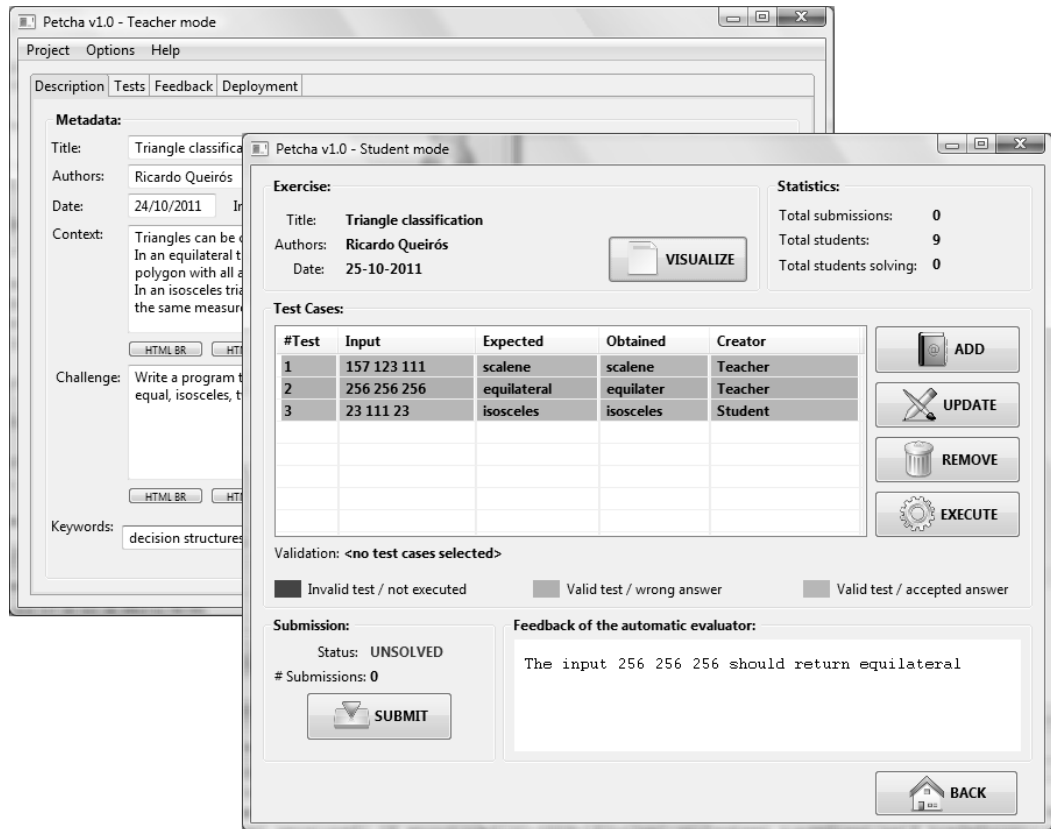 Petcha v1.0 - Teacher mode
Project Options Help
Description Tests Feedback Deployment
Metadata:
Title: Triangle classifica
Authors: Ricardo Queirós
Date: 24/10/2011 Ir
Context: Triangles can be
In an equilateral t
polygon with all a
In an isosceles tria
the same measure
HTML BR HTI
Challenge: Write a program t
equal, isosceles, t
HTML BR HTI
Keywords: decision structures
Petcha v1.0 - Student mode
Exercise:
Title: Triangle classification
Authors: Ricardo Queirós
Date: 25-10-2011
VISUALIZE
Statistics:
Total submissions: 0
Total students: 9
Total students solving: 0
Test Cases:
#Test Input Expected Obtained Creator
1 157 123 111 scalene scalene Teacher
2 256 256 256 equilateral equilater Teacher
3 23 111 23 isosceles isosceles Student
ADD
UPDATE
REMOVE
EXECUTE
Validation: <no test cases selected>
Invalid test / not executed Valid test / wrong answer Valid test / accepted answer
Submission:
Status: UNSOLVED
# Submissions: 0
SUBMIT
Feedback of the automatic evaluator:
The input 256 256 256 should return equilateral
BACK